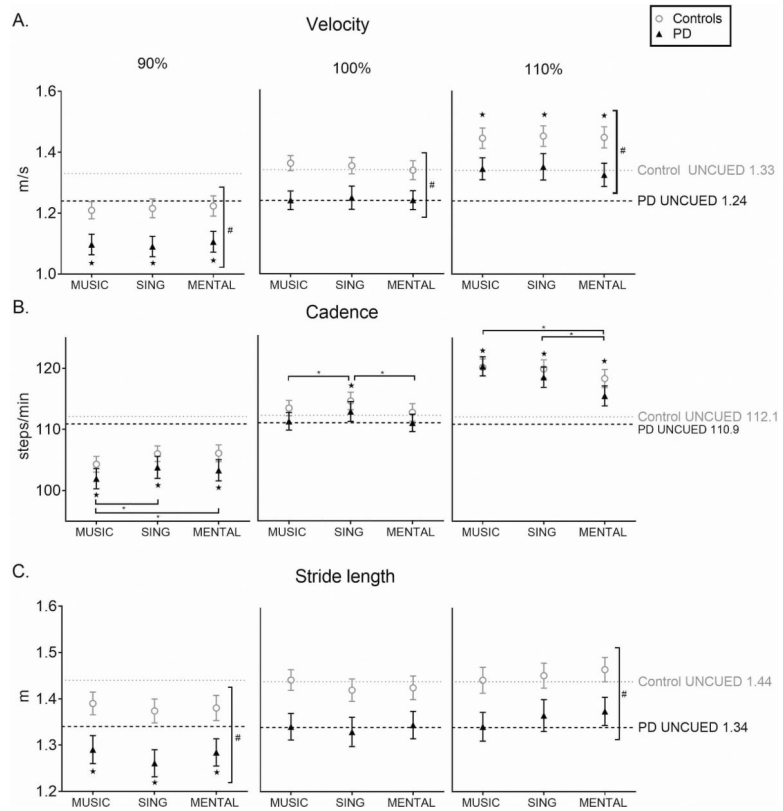 A.
Velocity
Controls
PD
90%
100%
110%
m/s
1.6
1.4
1.2
1.0
#
#
#
Control UNCUED 1.33
PD UNCUED 1.24
MUSIC SING MENTAL
MUSIC SING MENTAL
MUSIC SING MENTAL
B.
Cadence
steps/min
120
110
100
*
*
*
*
*
*
Control UNCUED 112.1
PD UNCUED 110.9
MUSIC SING MENTAL
MUSIC SING MENTAL
MUSIC SING MENTAL
C.
Stride length
m
1.6
1.5
1.4
1.3
1.2
#
#
Control UNCUED 1.44
PD UNCUED 1.34
MUSIC SING MENTAL
MUSIC SING MENTAL
MUSIC SING MENTAL